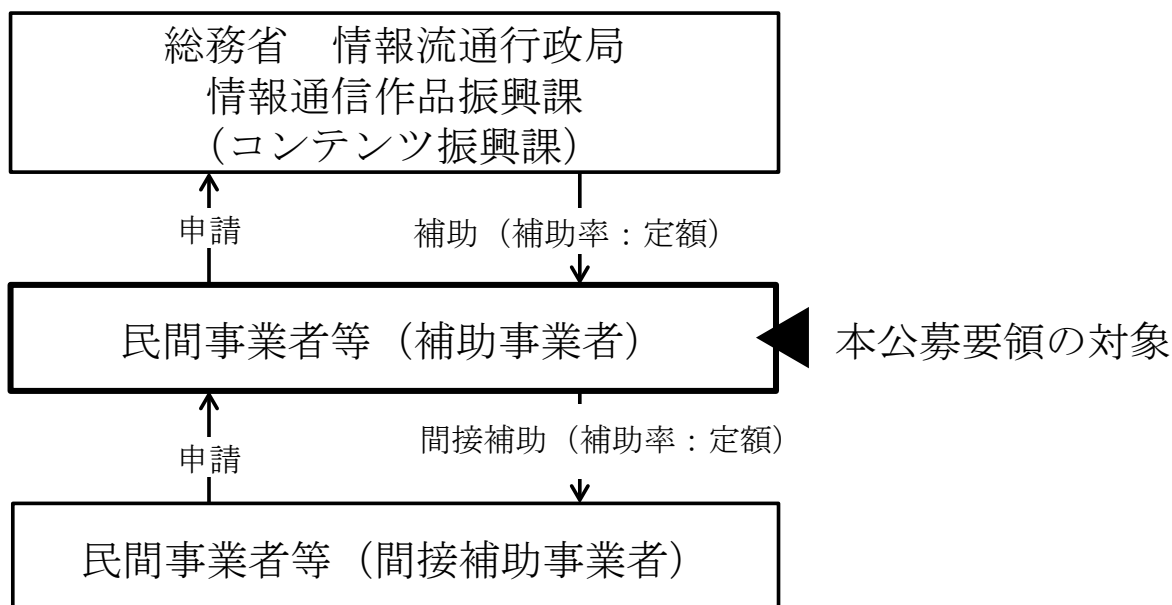 総務省　情報流通行政局
情報通信作品振興課
（コンテンツ振興課）
申請
補助（補助率：定額）
民間事業者等（補助事業者）
本公募要領の対象
申請
間接補助（補助率：定額）
民間事業者等（間接補助事業者）